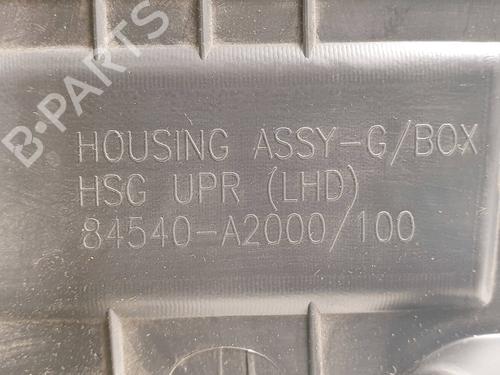 B-PARTS
HOUSING ASSY-G/BOX
HSG UPR (LHD)
84540-A2000/100